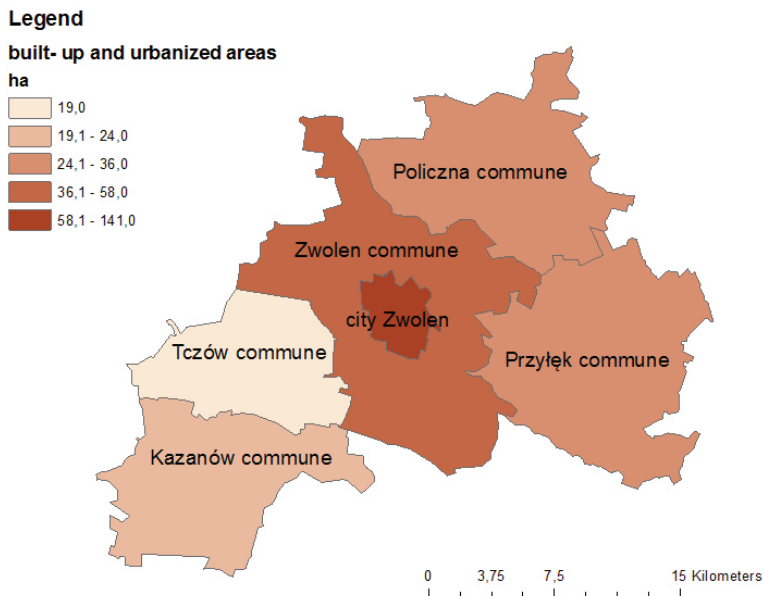 Legend
built- up and urbanized areas
ha
19,0
19,1 - 24,0
24,1 - 36,0
36,1 - 58,0
58,1 - 141,0
Policzna commune
Zwolen commune
city Zwolen
Tczów commune
Przyłęk commune
Kazanów commune
0 3,75 7,5 15 Kilometers